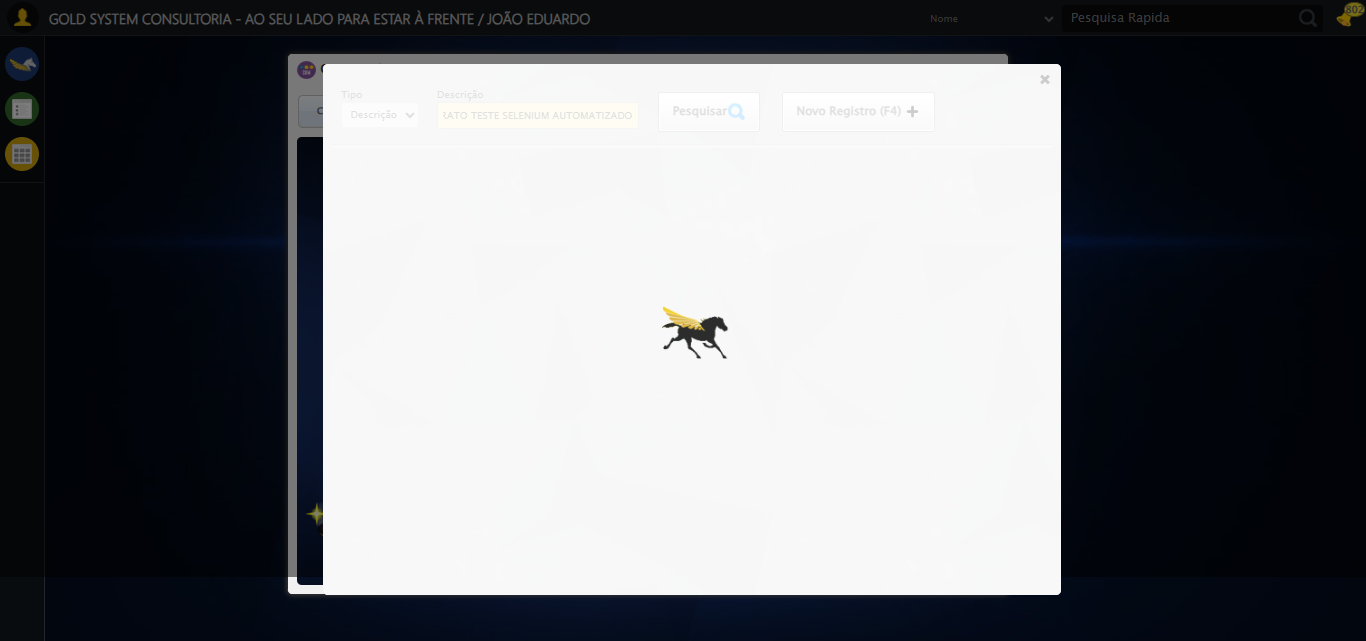 GOLD SYSTEM CONSULTORIA - AO SEU LADO PARA ESTAR À FRENTE / JOÃO EDUARDO
Nome
Pesquisa Rapida
802
Tipo
Descrição
Descrição
RATO TESTE SELENIUM AUTOMATIZADO
Pesquisar
Novo Registro (F4)